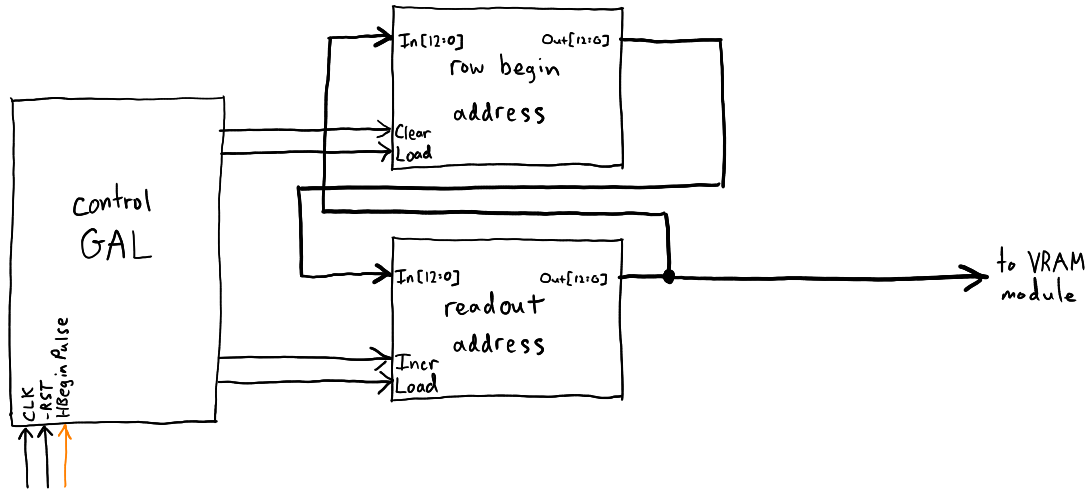 In[12:0] Out[12:0]
row begin
address
Clear
Load
control
GAL
CLK
-RST
HBegin Pulse
In[12:0] Out[12:0]
readout
address
Incr
Load
to VRAM
module